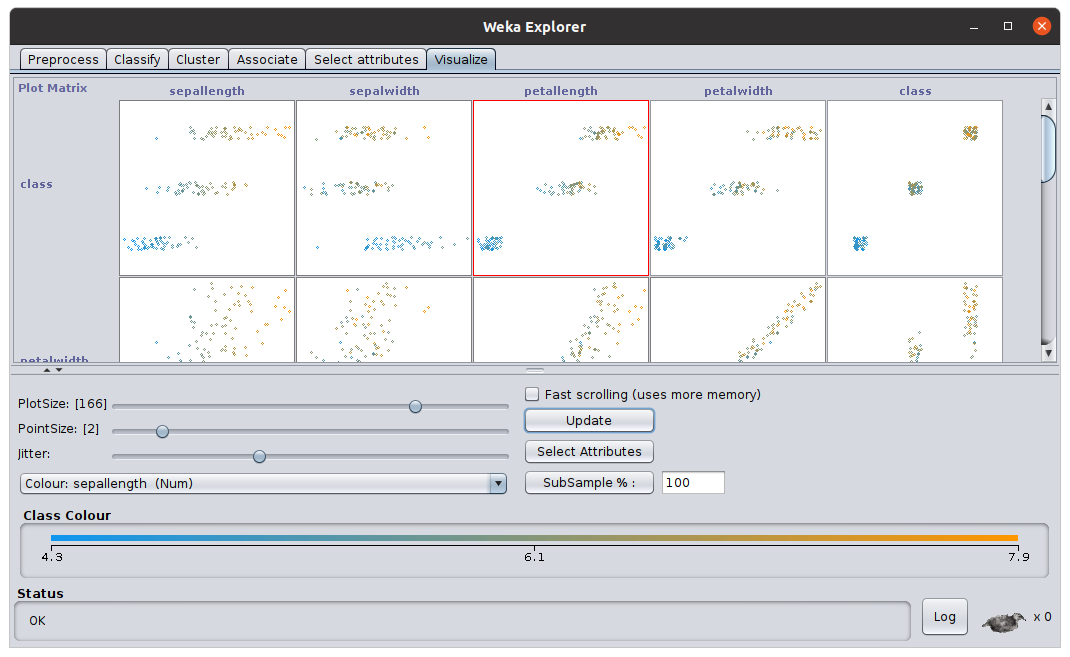 Weka Explorer
Preprocess Classify Cluster Associate Select attributes Visualize
Plot Matrix
sepallength sepalwidth petallength petalwidth class
class
petalwidth
PlotSize: [166]
Fast scrolling (uses more memory)
Update
PointSize: [2]
Jitter:
Select Attributes
Colour: sepallength (Num)
SubSample % :
100
Class Colour
4.3 6.1 7.9
Status
OK
Log
x 0